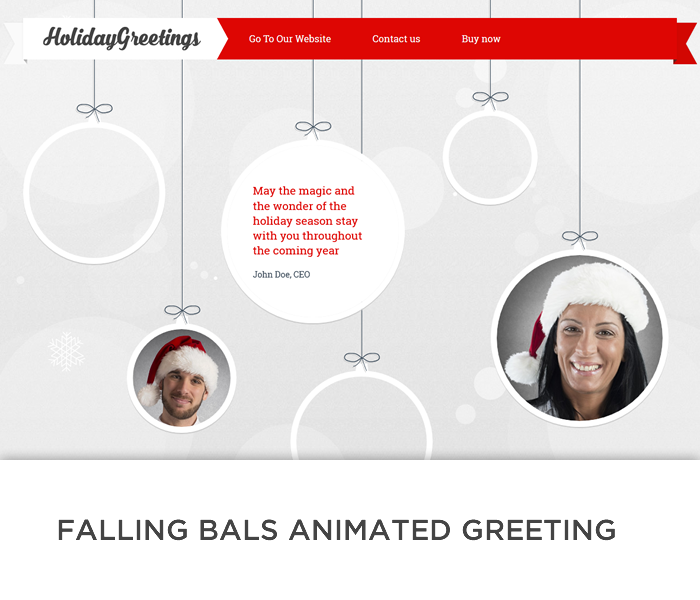 HolidayGreetings
Go To Our Website
Contact us
Buy now
May the magic and
the wonder of the
holiday season stay
with you throughout
the coming year
John Doe, CEO
FALLING BALS ANIMATED GREETING